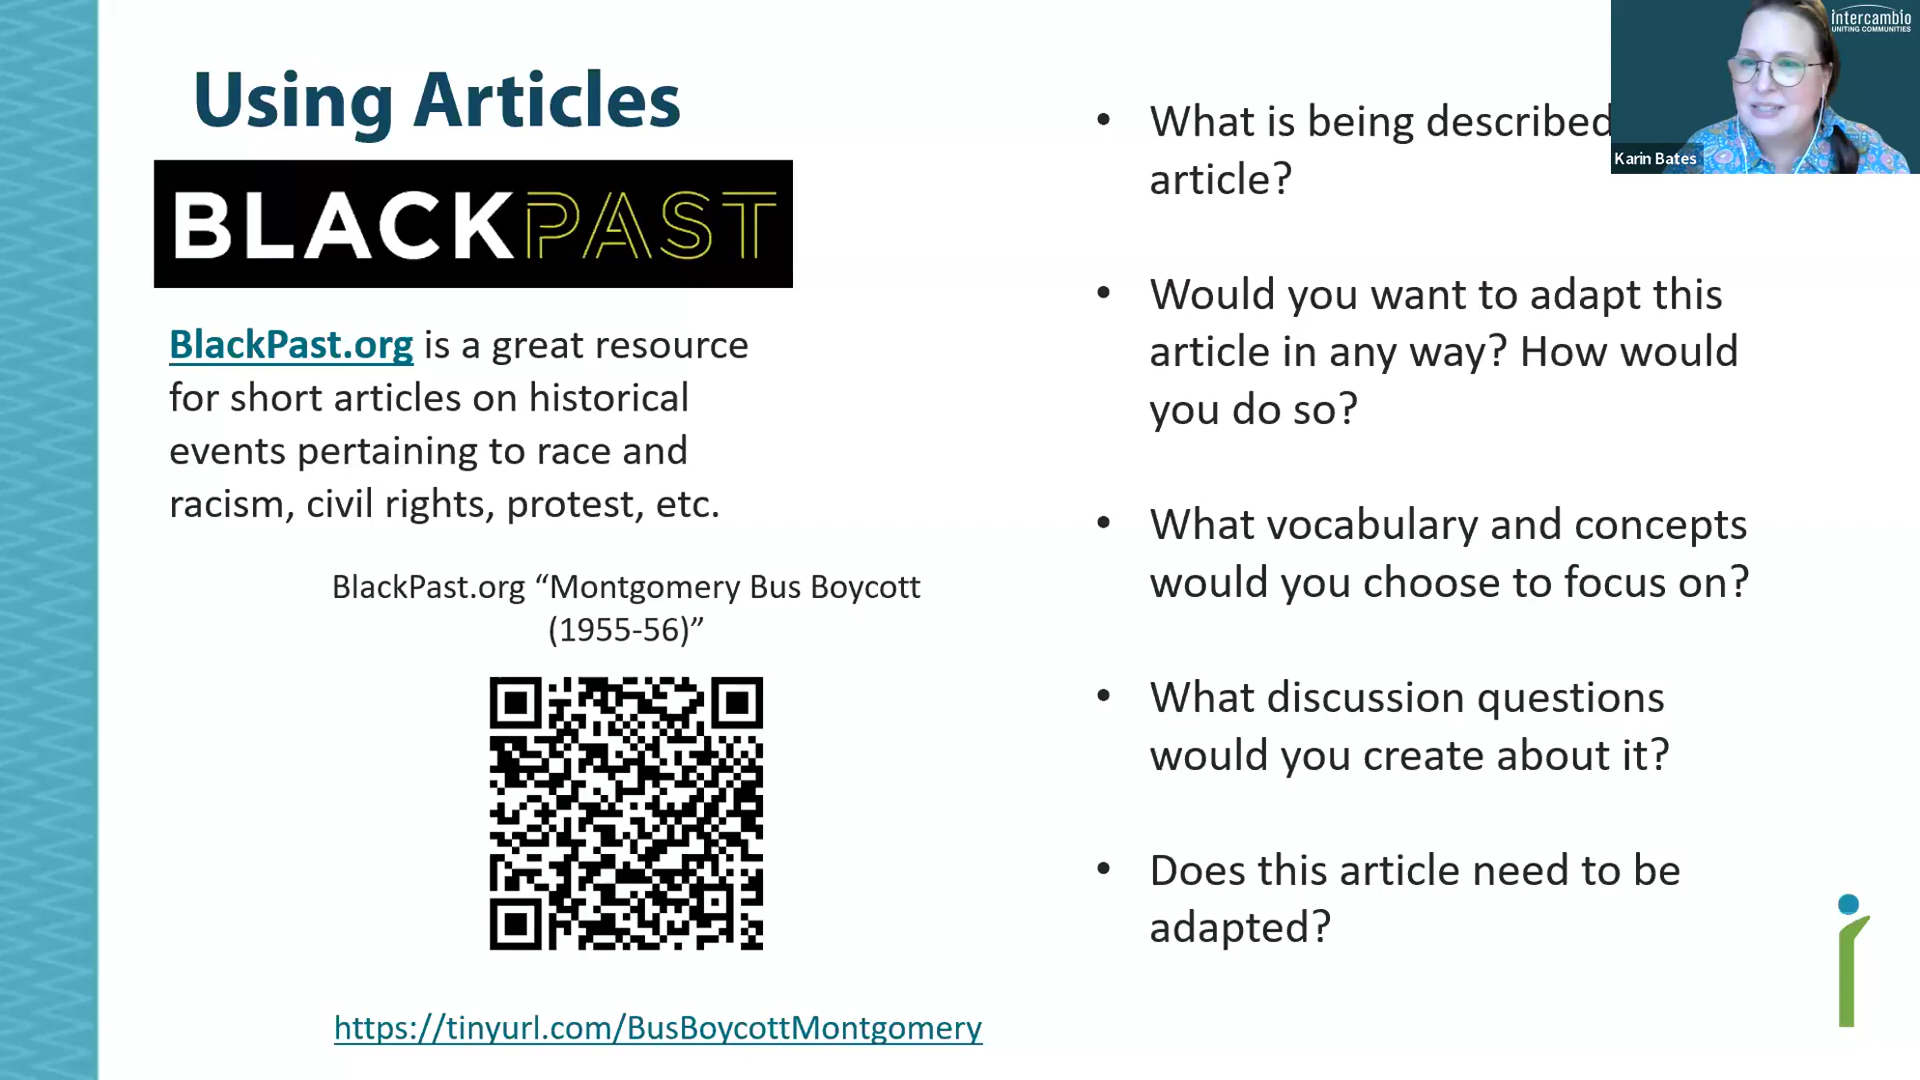 Using Articles
BLACKPAST
BlackPast.org is a great resource
for short articles on historical
events pertaining to race and
racism, civil rights, protest, etc.
BlackPast.org “Montgomery Bus Boycott
(1955-56)”
https://tinyurl.com/BusBoycottMontgomery
• What is being described
article?
• Would you want to adapt this
article in any way? How would
you do so?
• What vocabulary and concepts
would you choose to focus on?
• What discussion questions
would you create about it?
• Does this article need to be
adapted?
intercambio
UNITING COMMUNITIES
Karin Bates